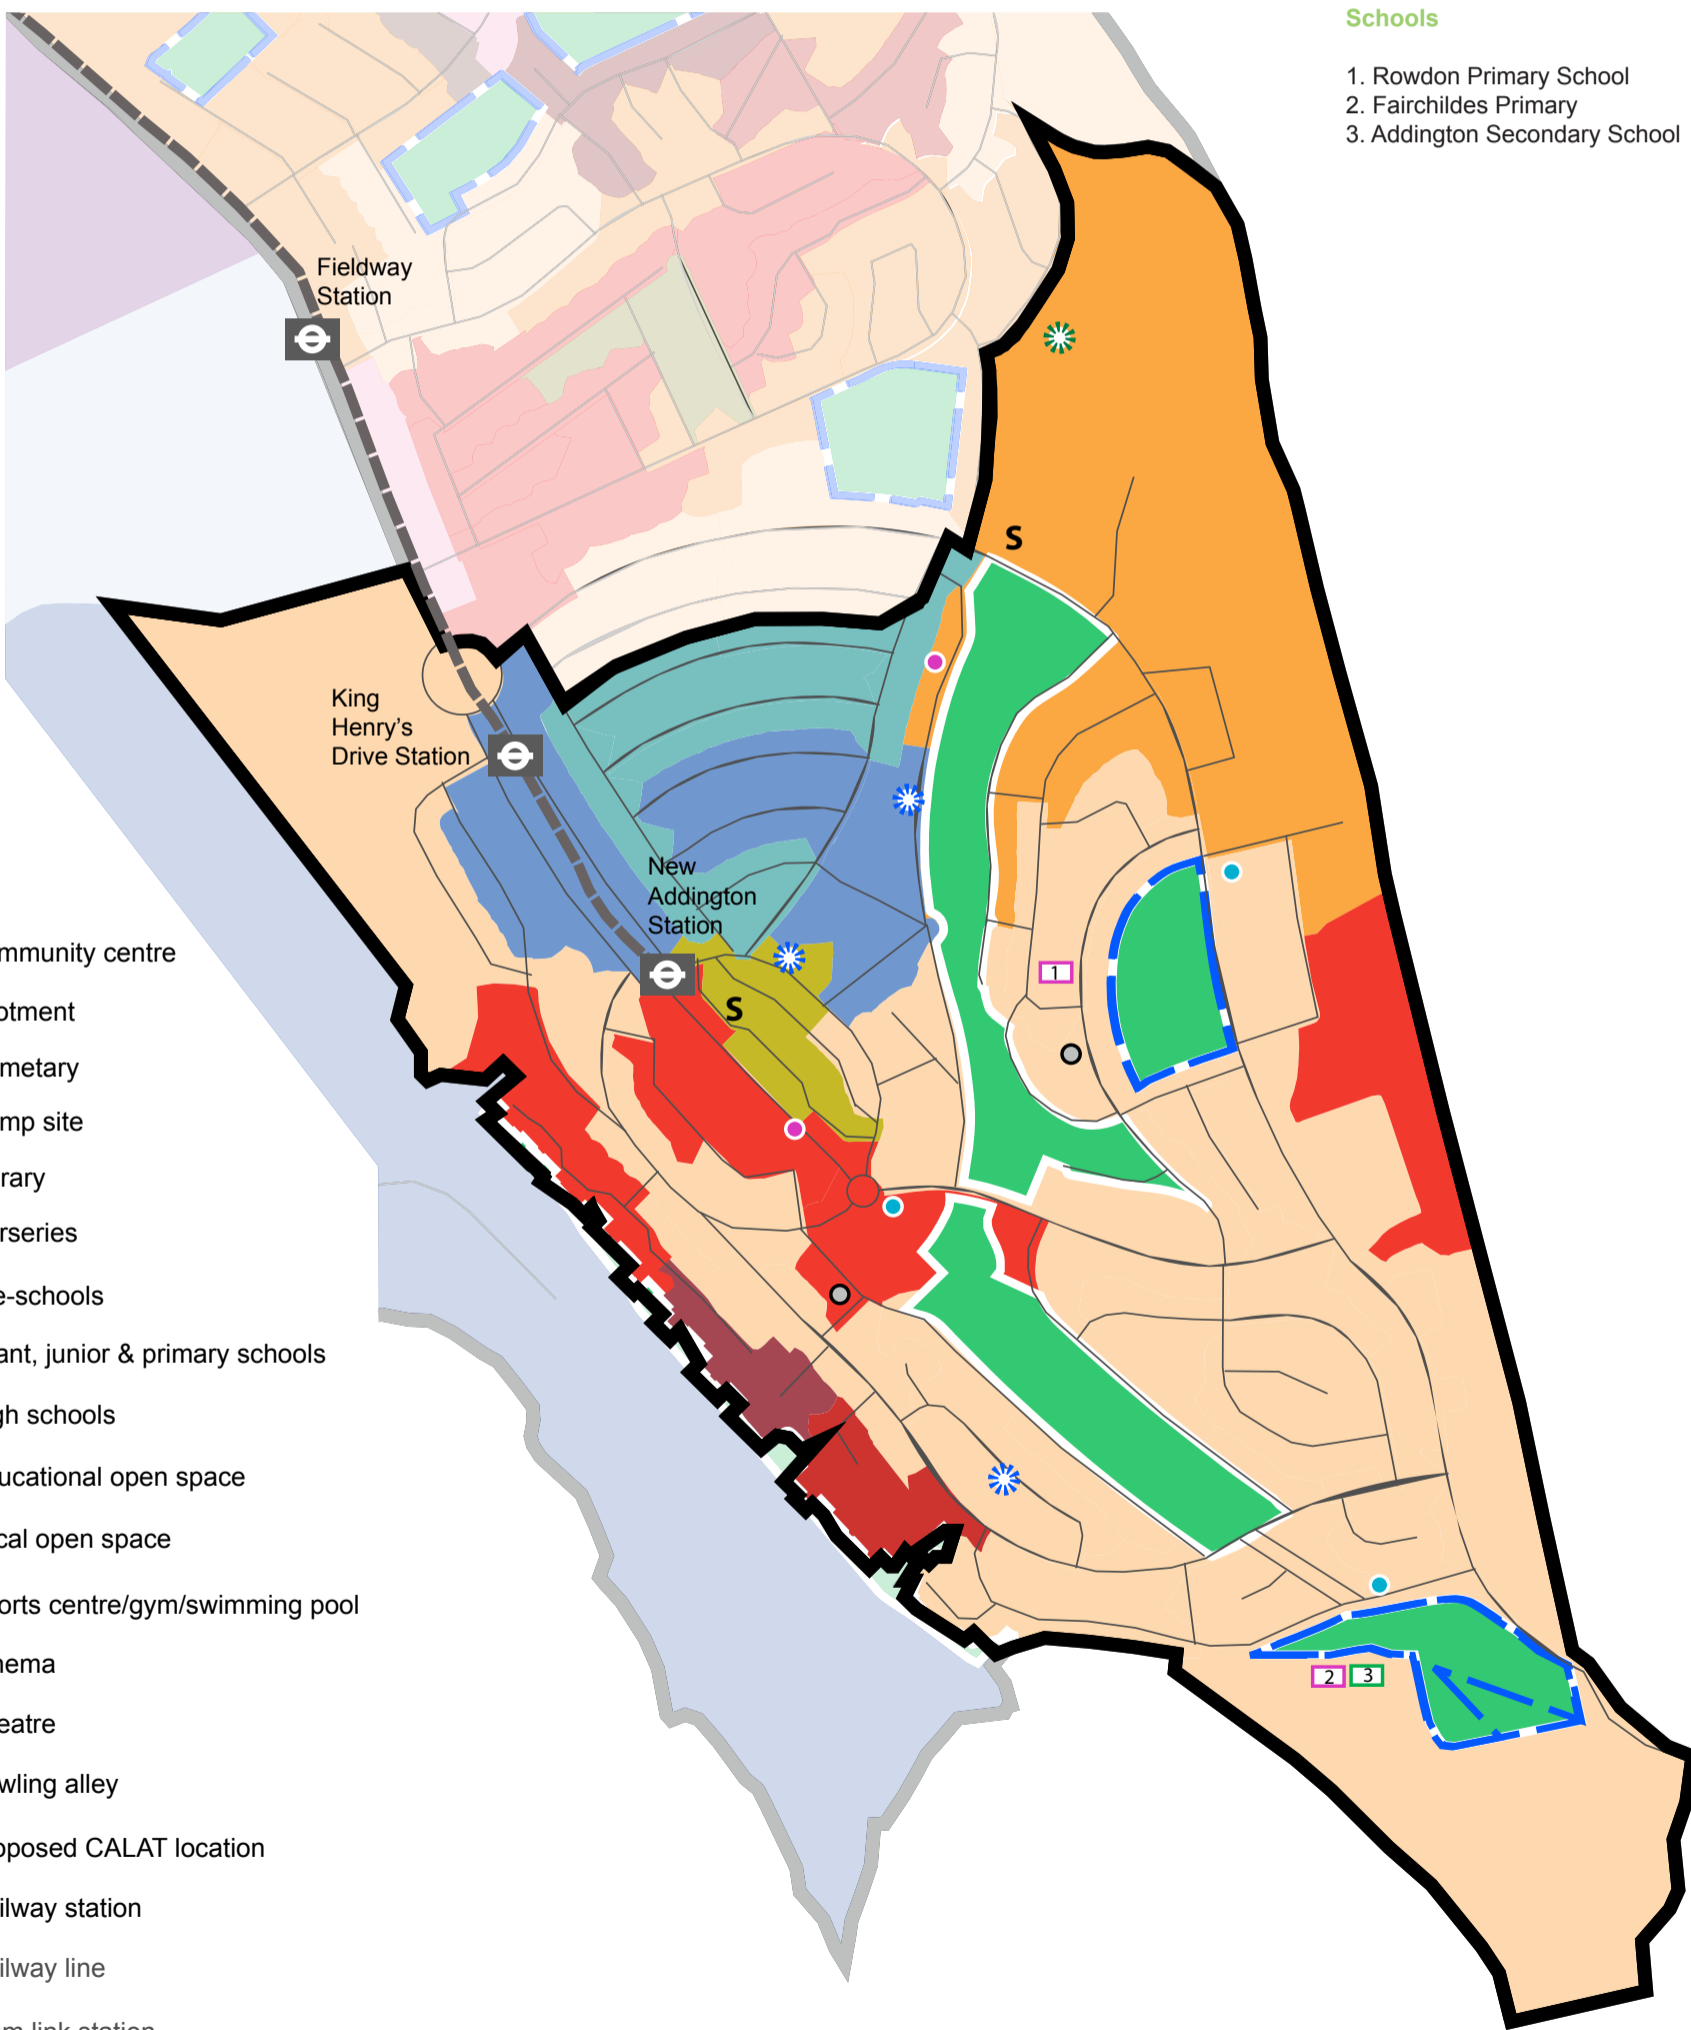 Schools
1. Rowdon Primary School
2. Fairchildes Primary
3. Addington Secondary School
Fieldway
Station
S
King
Henry's
Drive Station
New
Addington
Station
S
1
2
3
mmunity centre
otment
metary
mp site
rary
rseries
e-schools
ant, junior & primary schools
gh schools
ucational open space
cal open space
orts centre/gym/swimming pool
nema
eatre
wling alley
oposed CALAT location
ilway station
ilway line